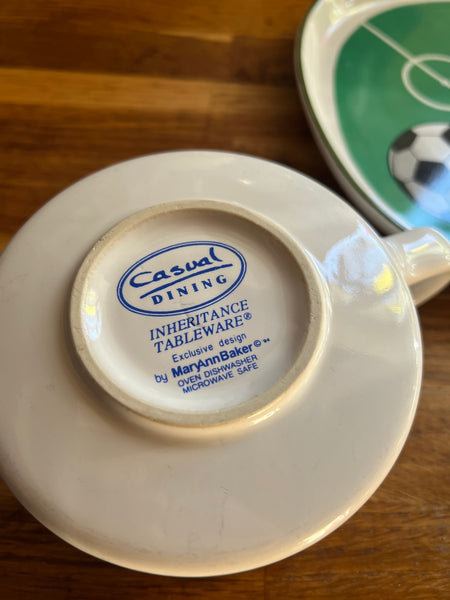 Casual
DINING
INHERITANCE
TABLEWARE®
Exclusive design
by MaryAnnBaker©™
OVEN DISHWASHER
MICROWAVE SAFE